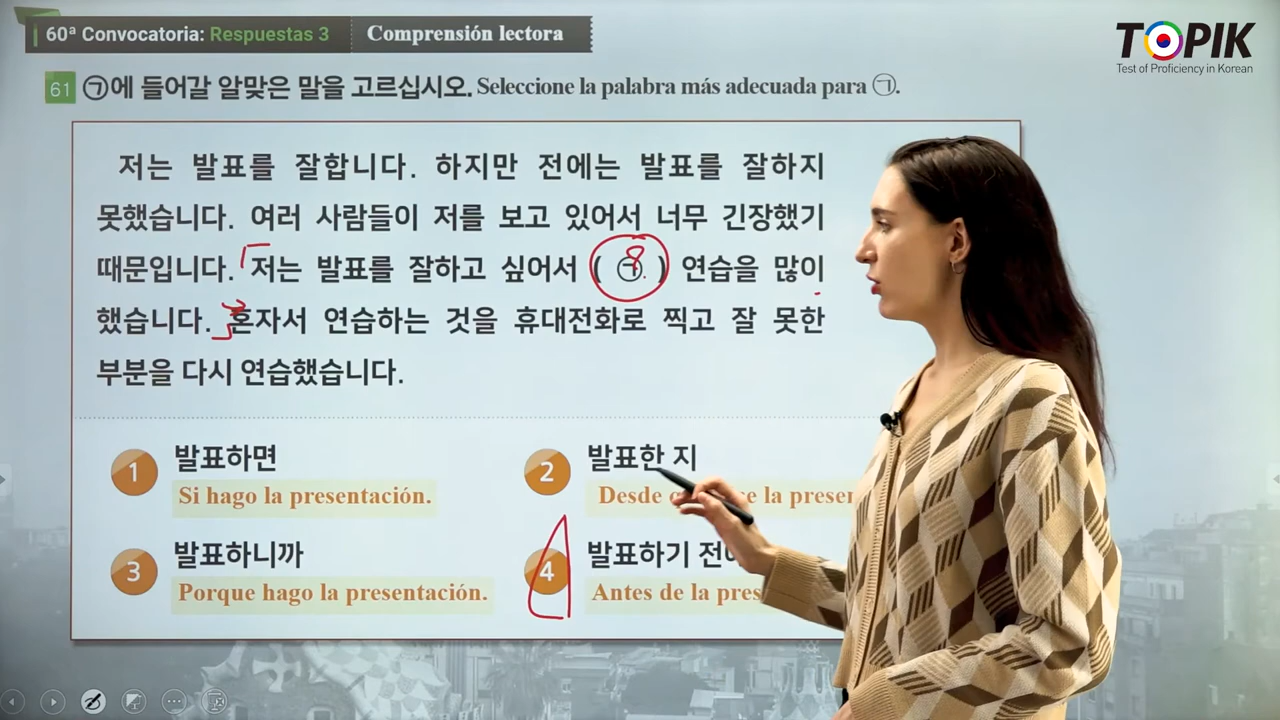 60ª Convocatoria: Respuestas 3 Comprensión lectora
TOPIK
Test of Proficiency in Korean
61 ㉠에 들어갈 알맞은 말을 고르십시오. Seleccione la palabra más adecuada para ㉠.
저는 발표를 잘합니다. 하지만 전에는 발표를 잘하지
못했습니다. 여러 사람들이 저를 보고 있어서 너무 긴장했기
때문입니다. 저는 발표를 잘하고 싶어서 ( ㉠ ) 연습을 많이
했습니다. 혼자서 연습하는 것을 휴대전화로 찍고 잘 못한
부분을 다시 연습했습니다.
1 발표하면
Si hago la presentación.
2 발표한 지
Desde la
3 발표하니까
Porque hago la presentación.
4 발표하기
Antes de la